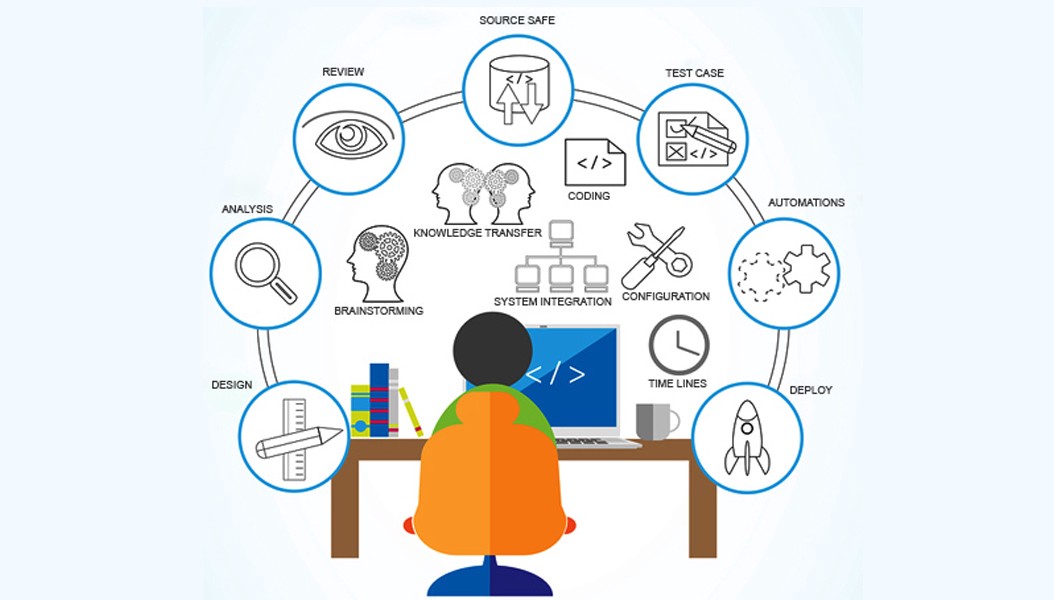 SOURCE SAFE
REVIEW
TEST CASE
</>
</>
</>
CODING
ANALYSIS
AUTOMATIONS
KNOWLEDGE TRANSFER
SYSTEM INTEGRATION
CONFIGURATION
BRAINSTORMING
</>
TIME LINES
DESIGN
DEPLOY